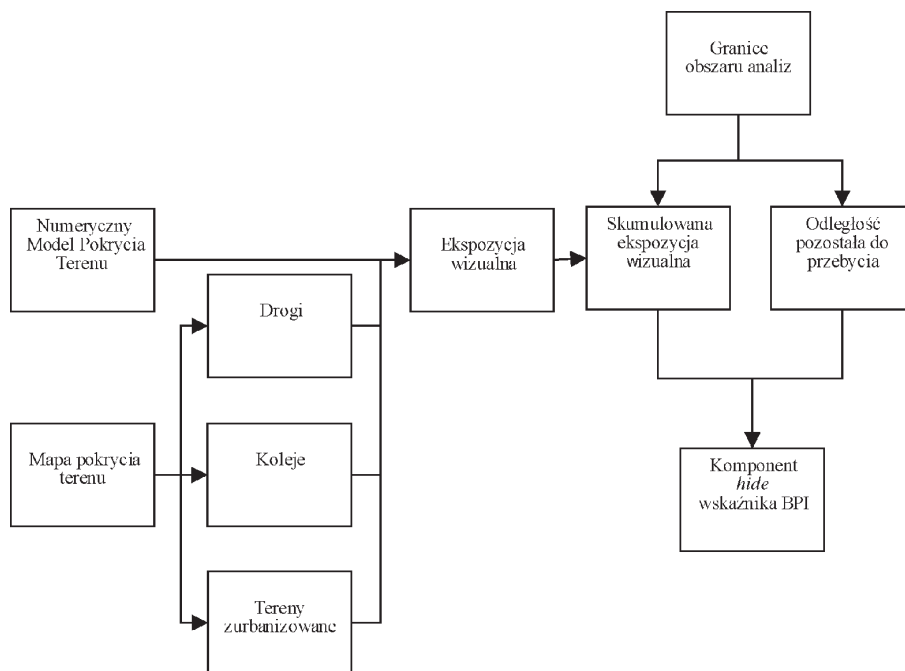 Granice
obszaru analiz
Numeryczny
Model Pokrycia
Terenu
Ekspozycja
wizualna
Skumulowana
ekspozycja
wizualna
Odległość
pozostała do
przebycia
Drogi
Mapa pokrycia
terenu
Koleje
Komponent
hide
wskaźnika BPI
Tereny
zurbanizowane